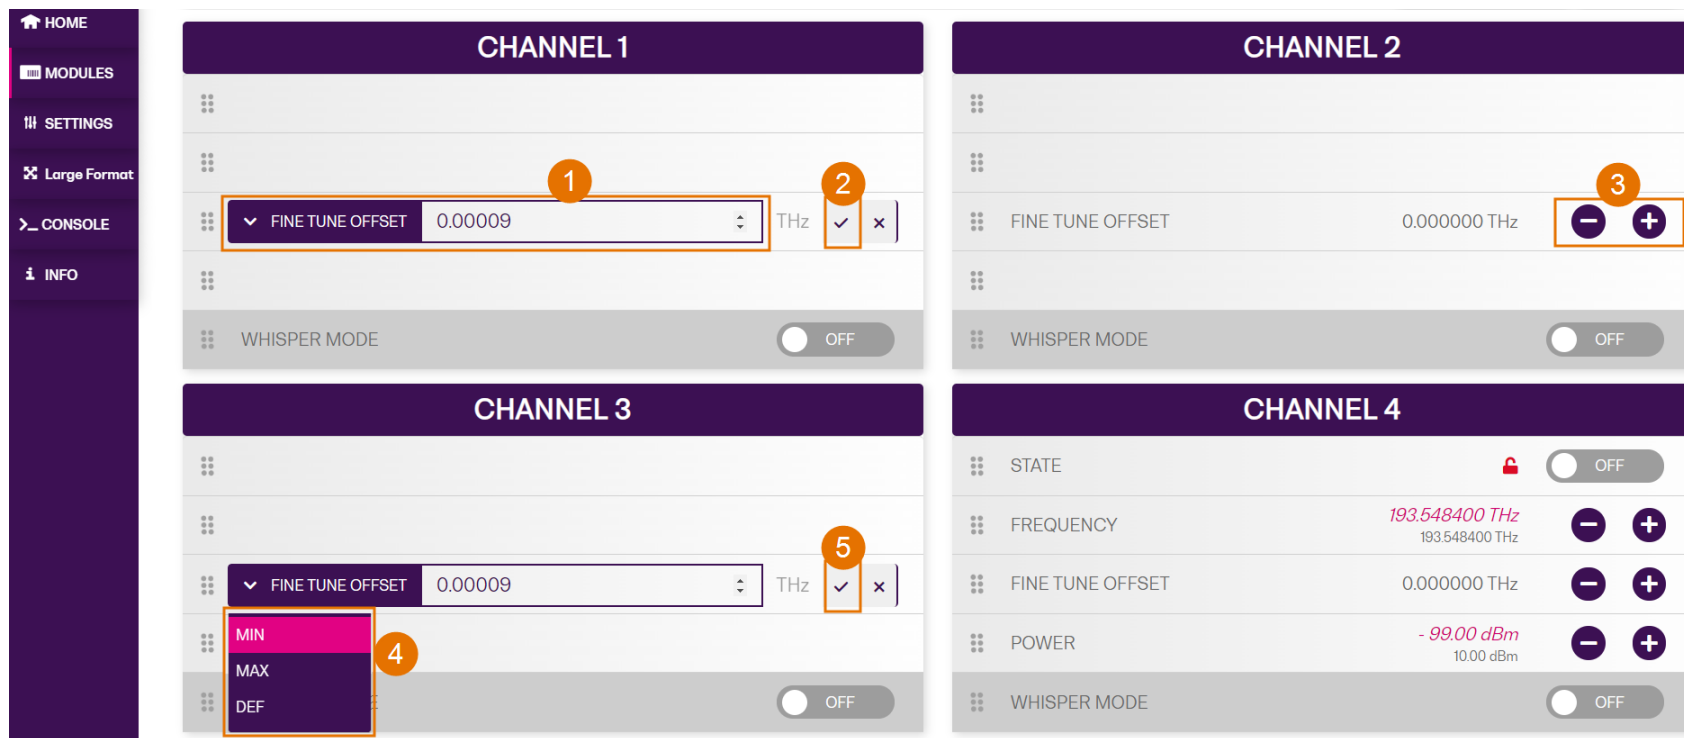 HOME
MODULES
SETTINGS
Large Format
CONSOLE
INFO
CHANNEL 1
1
2
FINE TUNE OFFSET 0.00009 THz
WHISPER MODE OFF
CHANNEL 2
3
FINE TUNE OFFSET 0.000000 THz
WHISPER MODE OFF
CHANNEL 3
5
FINE TUNE OFFSET 0.00009 THz
MIN
4
MAX
DEF
E OFF
CHANNEL 4
STATE OFF
FREQUENCY 193.548400 THz
193.548400 THz
FINE TUNE OFFSET 0.000000 THz
POWER - 99.00 dBm
10.00 dBm
WHISPER MODE OFF